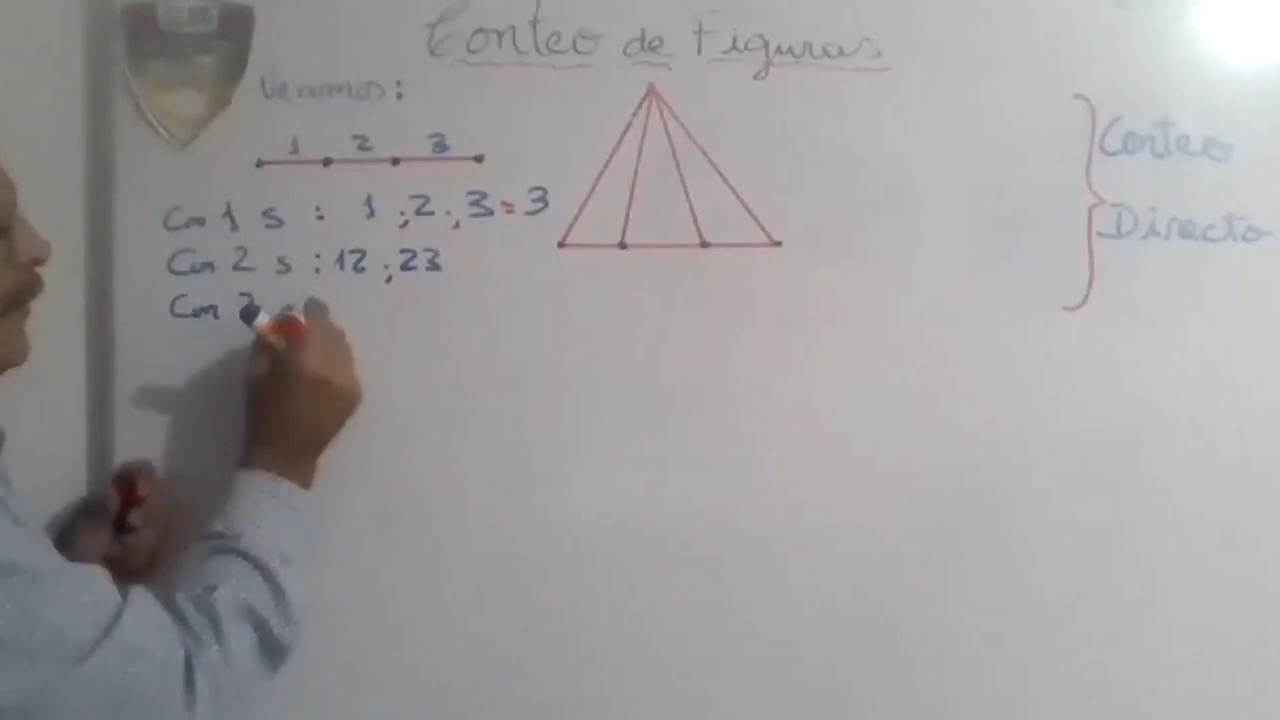 Conteo de Figuras
Veamos:
1 2 3
Con 1 s : 1 ; 2 ; 3 = 3
Con 2 s : 12 ; 23
Con
Conteo
Directo